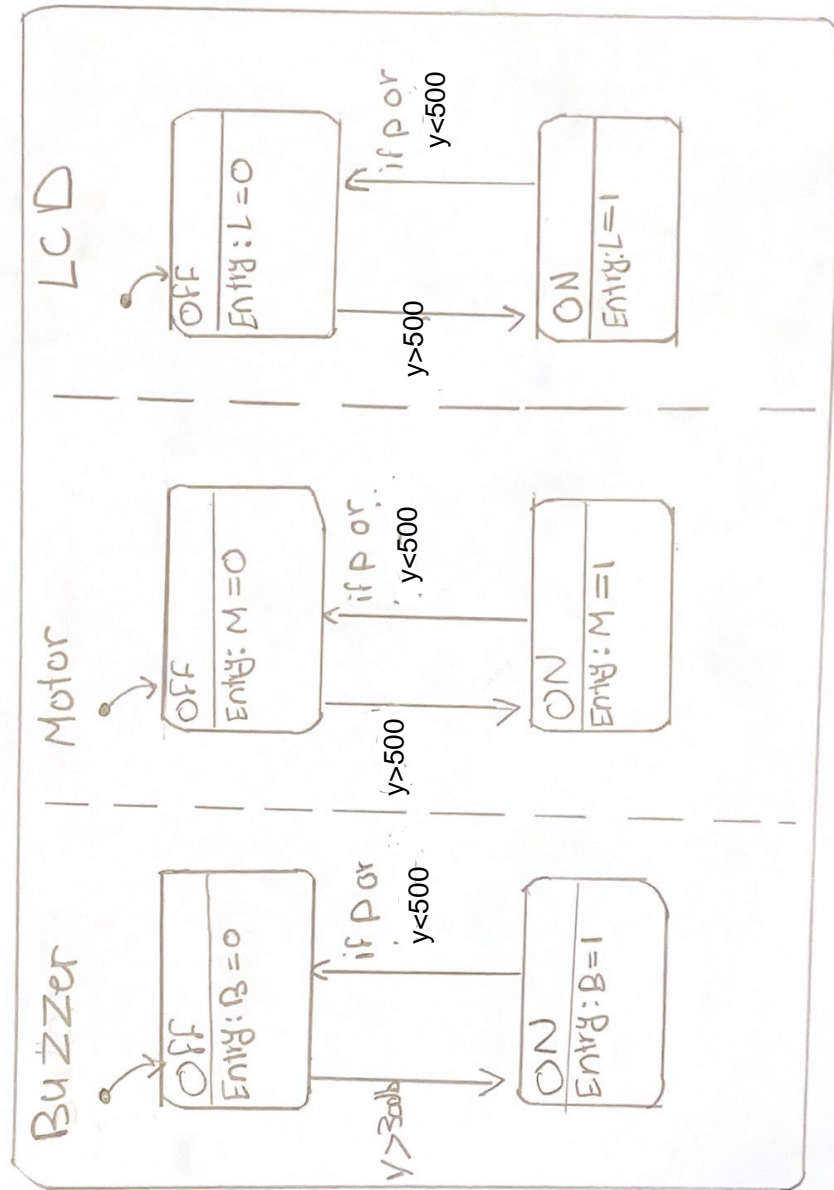 Buzzer
Off
Entry: B = 0
if p or
y<500
ON
Entry: B = 1
Motor
Off
Entry: M = 0
y>500
if p or
y<500
ON
Entry: M = 1
LCD
Off
Entry: L = 0
y>500
if p or
y<500
ON
Entry: L = 1